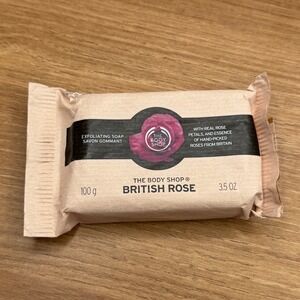 EXFOLIATING SOAP
SAVON GOMMANT
THE
BODY
SHOP
WITH REAL ROSE
PETALS, AND ESSENCE
OF HAND-PICKED
ROSES FROM BRITAIN
THE BODY SHOP®
BRITISH ROSE
100 g
3.5 OZ